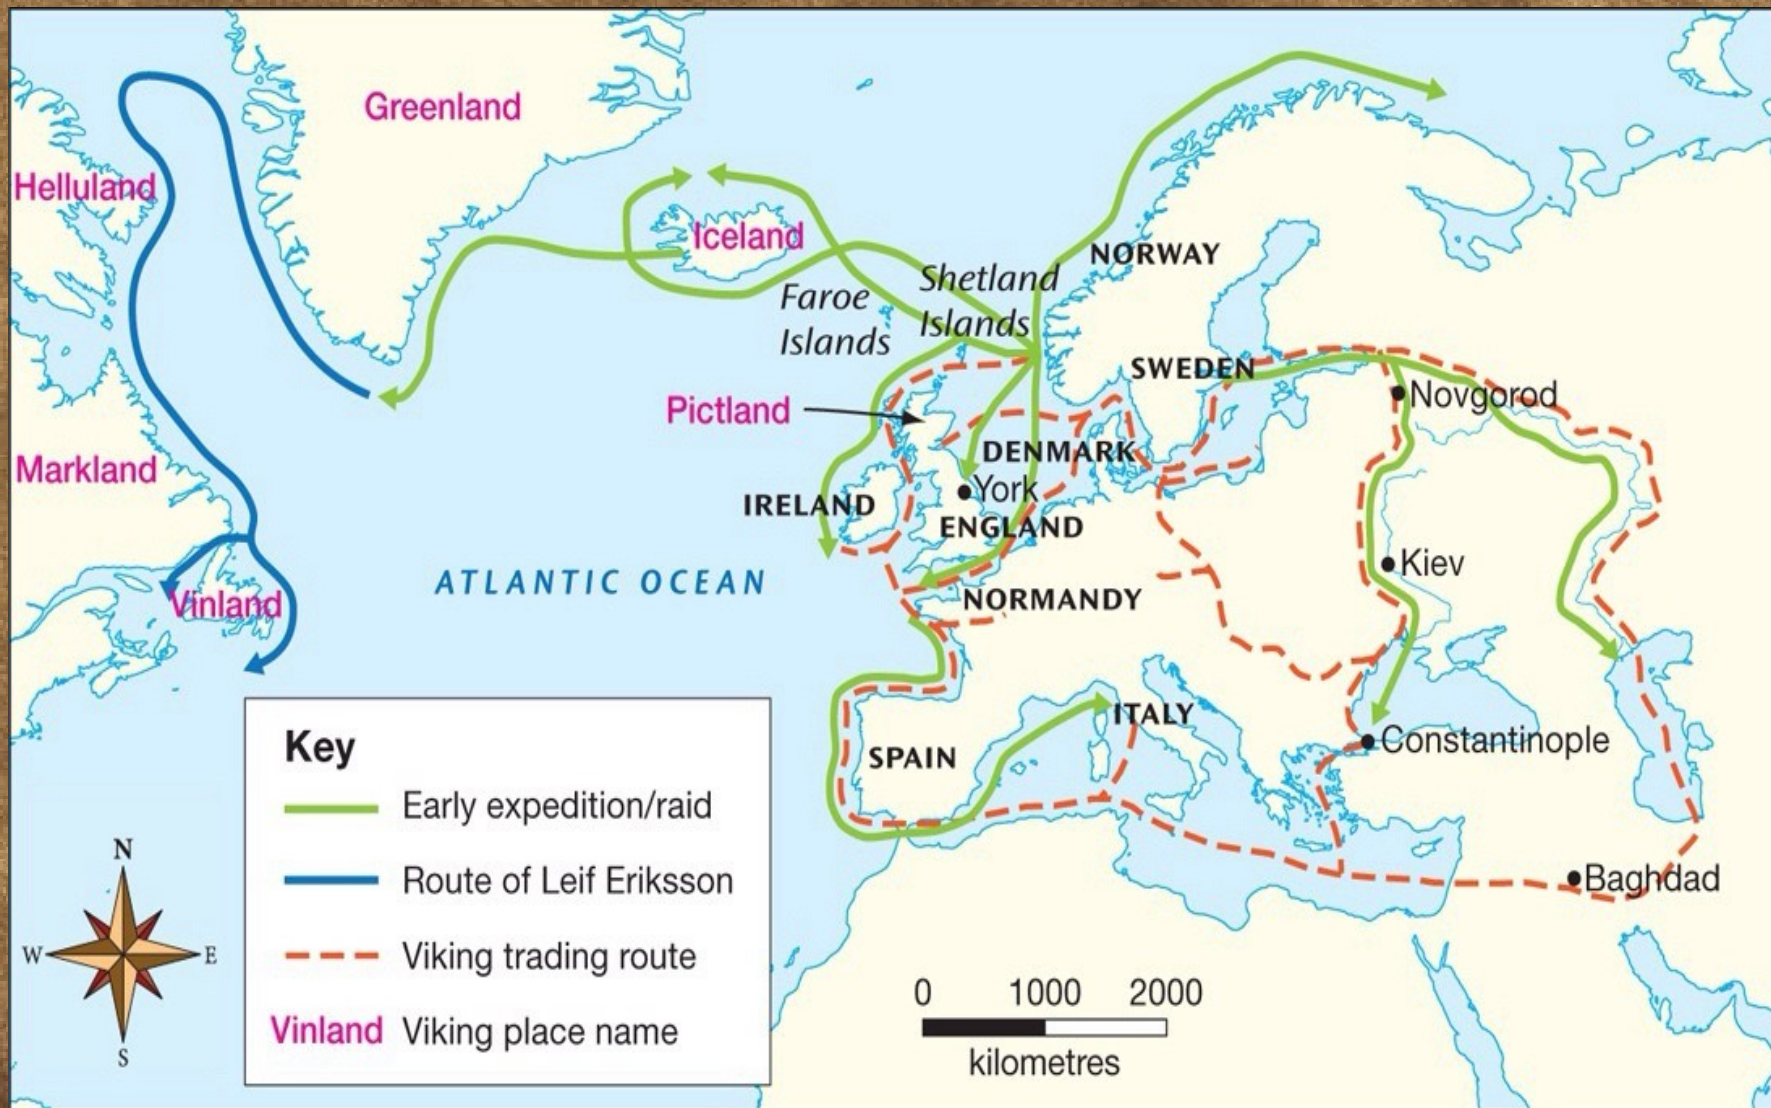 Greenland
Helluland
Iceland
NORWAY
Shetland
Islands
Faroe
Islands
SWEDEN
Novgorod
Pictland
DENMARK
Markland
York
IRELAND
ENGLAND
Kiev
ATLANTIC OCEAN
Vinland
NORMANDY
ITALY
Constantinople
SPAIN
Baghdad
Key
Early expedition/raid
Route of Leif Eriksson
Viking trading route
Vinland Viking place name
N
W E
S
0 1000 2000
kilometres